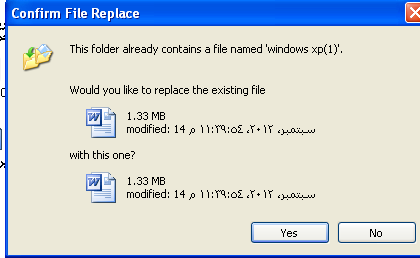 Confirm File Replace
This folder already contains a file named 'windows xp(1)'.
Would you like to replace the existing file
1.33 MB
modified: 14 سبتمبر، ٢٠١٢، ١١:٢٩:٥٤ م
with this one?
1.33 MB
modified: 14 سبتمبر، ٢٠١٢، ١١:٢٩:٥٤ م
Yes
No